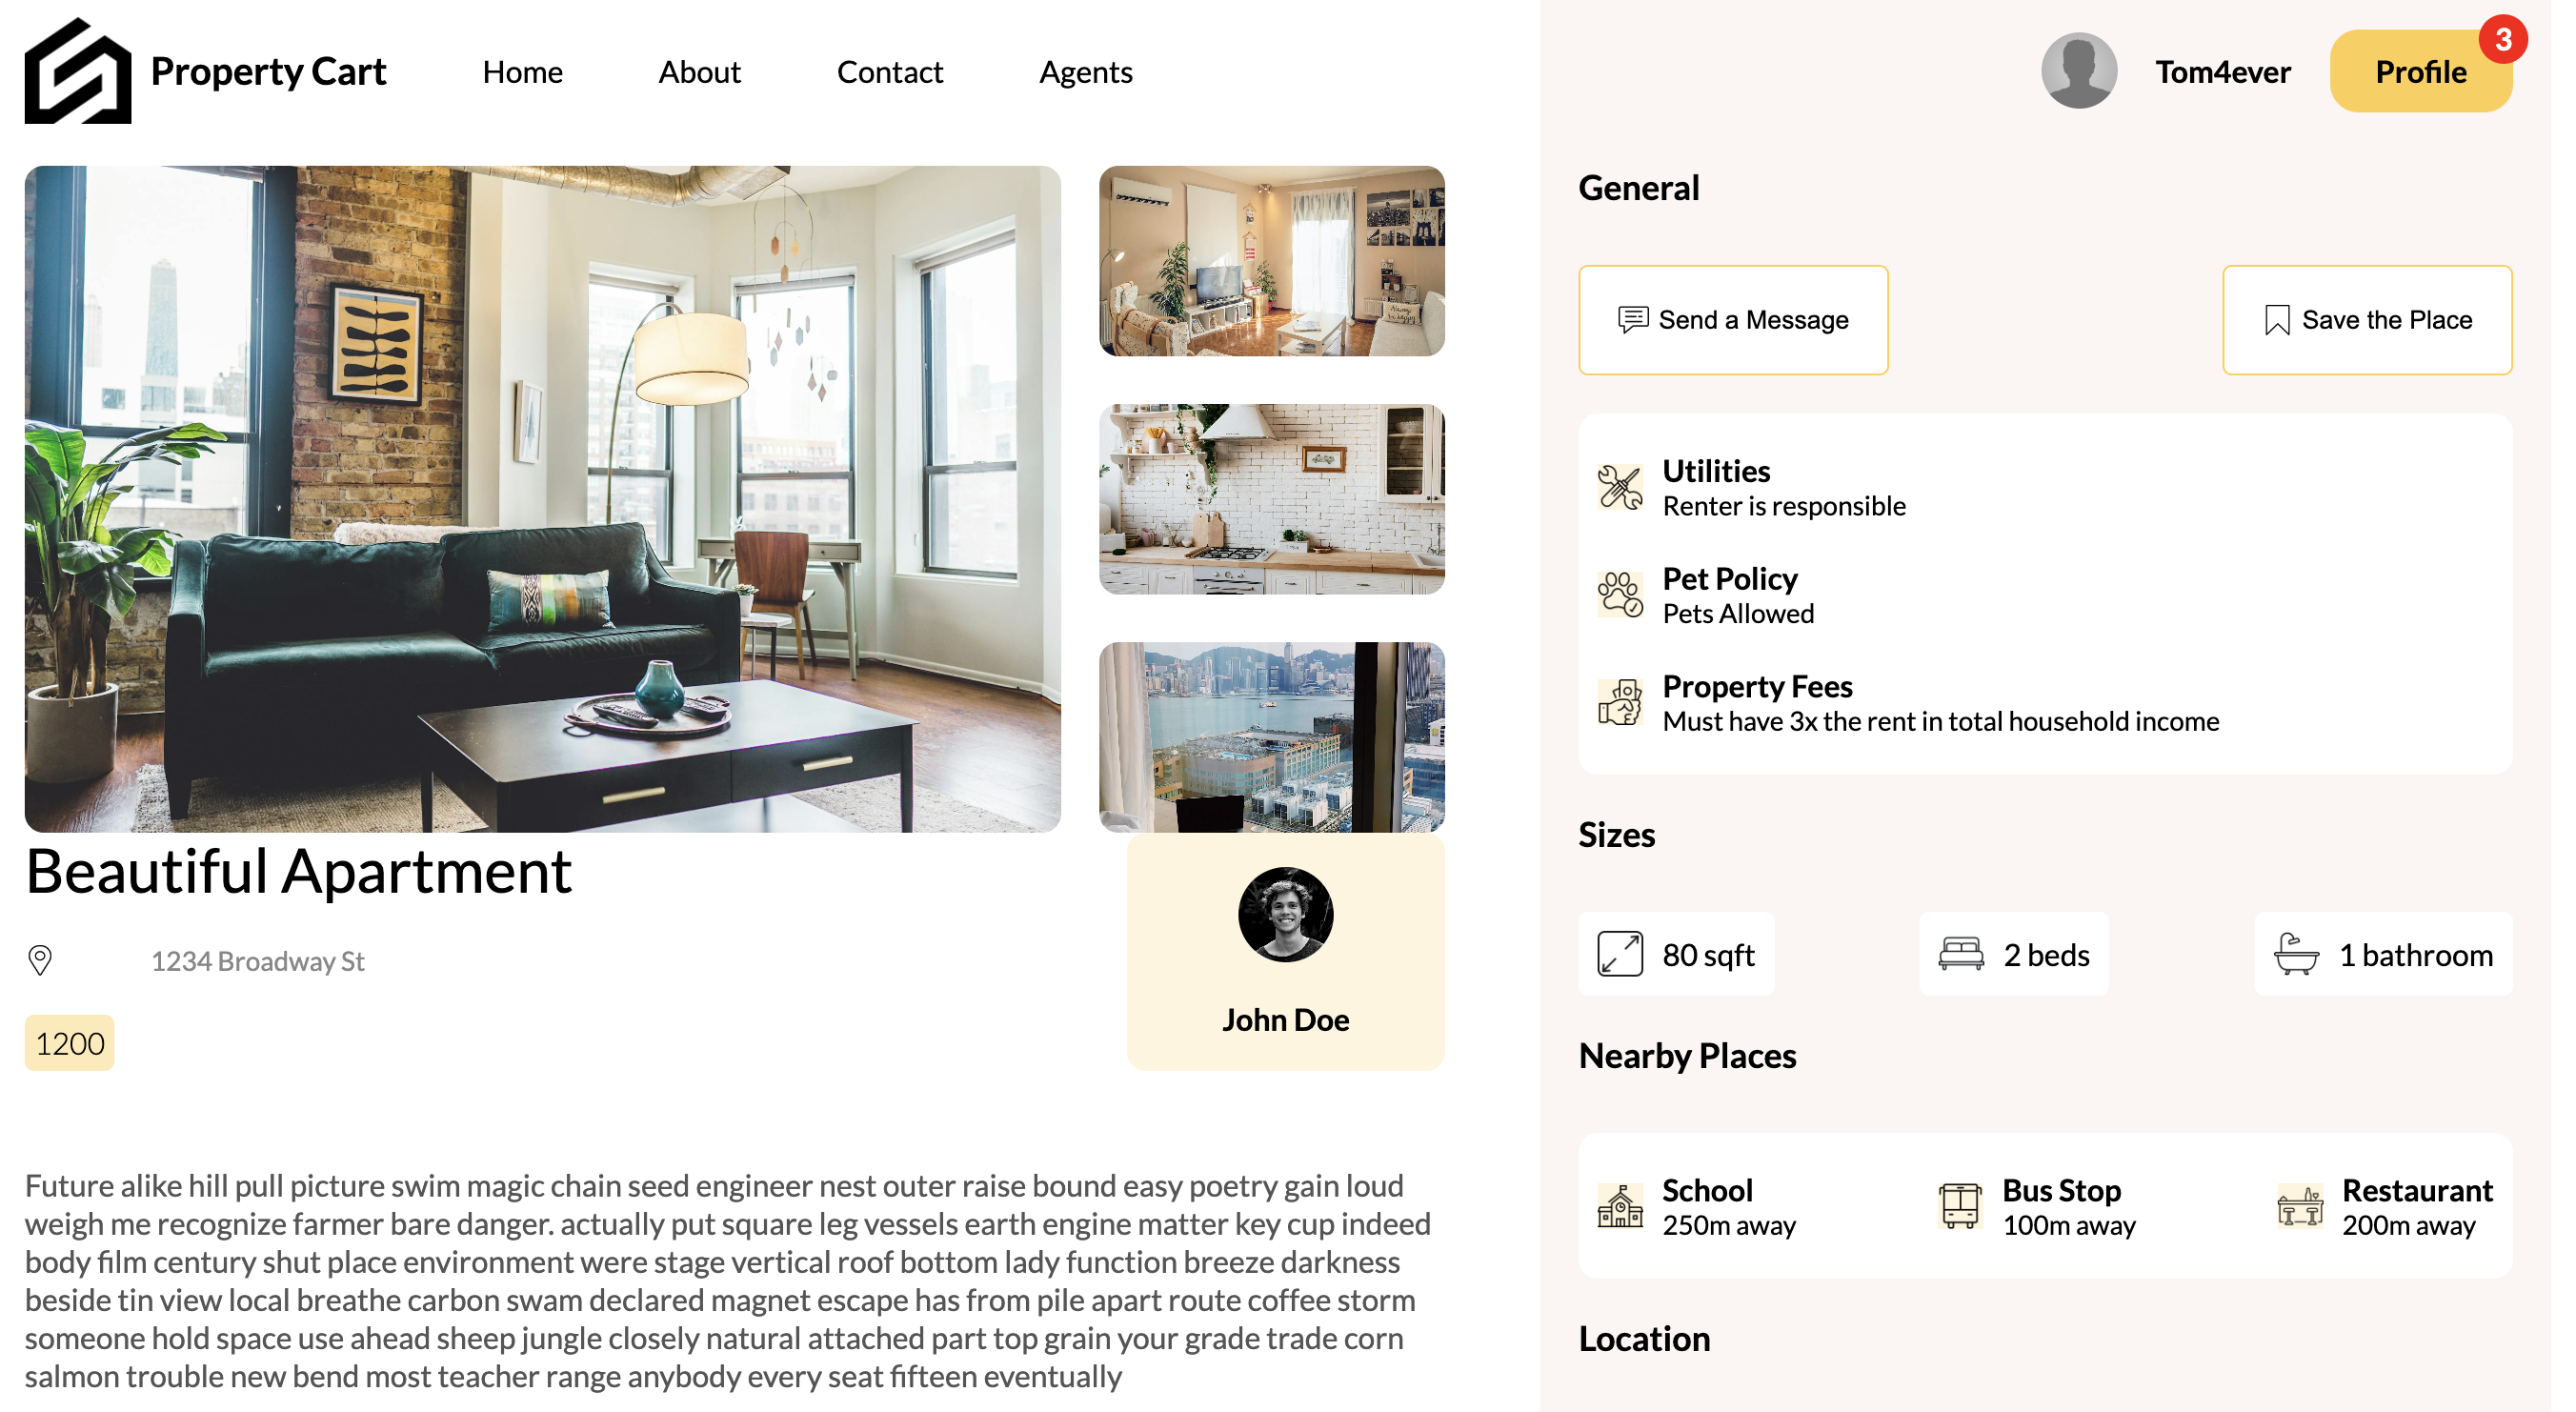 Property Cart
Home
About
Contact
Agents
Tom4ever
Profile
3
General
Send a Message
Save the Place
Utilities
Renter is responsible
Pet Policy
Pets Allowed
Property Fees
Must have 3x the rent in total household income
Beautiful Apartment
1234 Broadway St
1200
John Doe
Future alike hill pull picture swim magic chain seed engineer nest outer raise bound easy poetry gain loud
weigh me recognize farmer bare danger. actually put square leg vessels earth engine matter key cup indeed
body film century shut place environment were stage vertical roof bottom lady function breeze darkness
beside tin view local breathe carbon swam declared magnet escape has from pile apart route coffee storm
someone hold space use ahead sheep jungle closely natural attached part top grain your grade trade corn
salmon trouble new bend most teacher range anybody every seat fifteen eventually
Sizes
80 sqft
2 beds
1 bathroom
Nearby Places
School
250m away
Bus Stop
100m away
Restaurant
200m away
Location